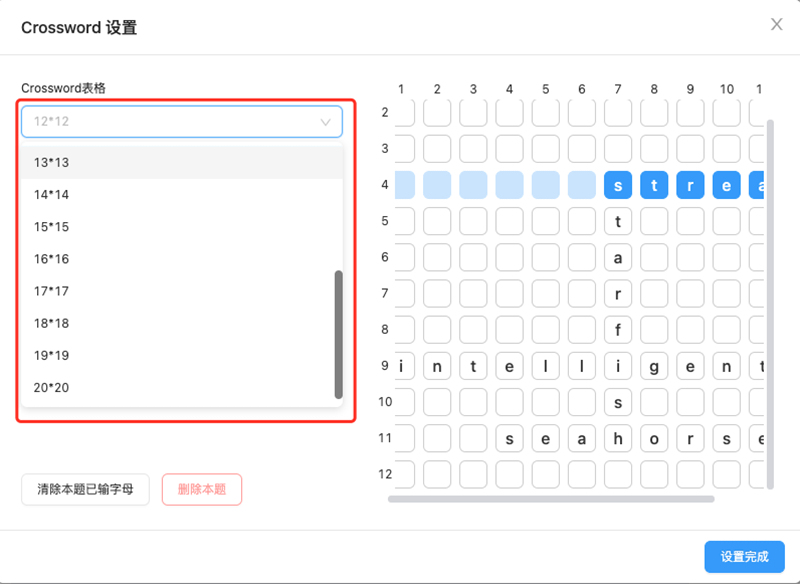 Crossword 设置
Crossword表格
12*12
13*13
14*14
15*15
16*16
17*17
18*18
19*19
20*20
清除本题已输字母
删除本题
1 2 3 4 5 6 7 8 9 10 1
2
3
4 s t r e a
5 t
6 a
7 r
8 f
9 i n t e l l i g e n t
10 s
11 s e a h o r s e
12
设置完成